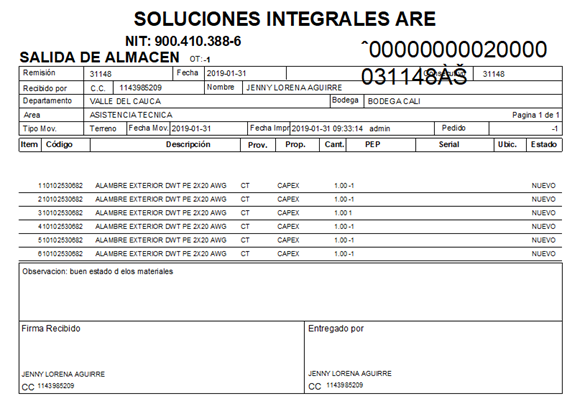 SOLUCIONES INTEGRALES ARE
NIT: 900.410.388-6
SALIDA DE ALMACEN OT:-1
ˆ00000000020000
031148ÀŠ
Remisión 31148 Fecha 2019-01-31 31148
Recibido por C.C. 1143985209 Nombre JENNY LORENA AGUIRRE
Departamento VALLE DEL CAUCA Bodega BODEGA CALI
Area ASISTENCIA TECNICA Pagina 1 de 1
Tipo Mov. Terreno Fecha Mov. 2019-01-31 Fecha Impr 2019-01-31 09:33:14 admin Pedido -1
Item Código Descripción Prov. Prop. Cant. PEP Serial Ubic. Estado
1 10102530682 ALAMBRE EXTERIOR DWT PE 2X20 AWG CT CAPEX 1.00 -1 NUEVO
2 10102530682 ALAMBRE EXTERIOR DWT PE 2X20 AWG CT CAPEX 1.00 -1 NUEVO
3 10102530682 ALAMBRE EXTERIOR DWT PE 2X20 AWG CT CAPEX 1.00 1 NUEVO
4 10102530682 ALAMBRE EXTERIOR DWT PE 2X20 AWG CT CAPEX 1.00 -1 NUEVO
5 10102530682 ALAMBRE EXTERIOR DWT PE 2X20 AWG CT CAPEX 1.00 -1 NUEVO
6 10102530682 ALAMBRE EXTERIOR DWT PE 2X20 AWG CT CAPEX 1.00 -1 NUEVO
Observacion: buen estado d elos materiales
Firma Recibido
JENNY LORENA AGUIRRE
CC 1143985209
Entregado por
JENNY LORENA AGUIRRE
CC 1143985209